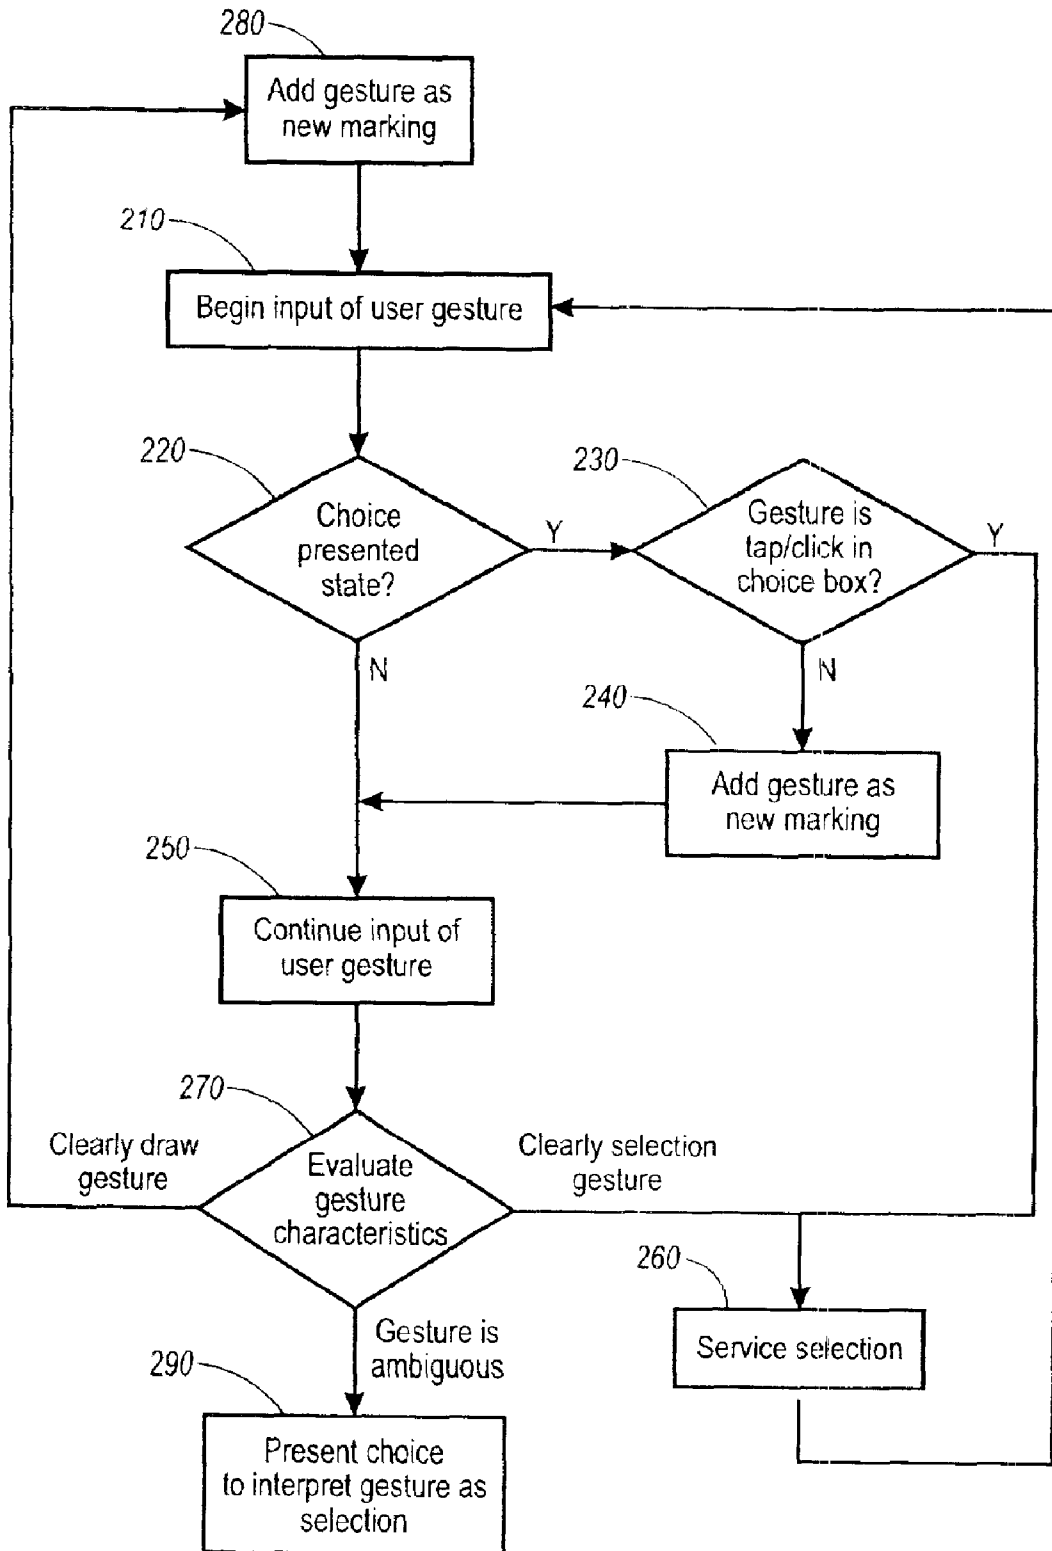 280
Add gesture as
new marking
210
Begin input of user gesture
220
Choice
presented
state?
Y
N
230
Gesture is
tap/click in
choice box?
Y
N
240
Add gesture as
new marking
250
Continue input of
user gesture
270
Clearly draw
gesture
Evaluate
gesture
characteristics
Clearly selection
gesture
260
Service selection
Gesture is
ambiguous
290
Present choice
to interpret gesture as
selection